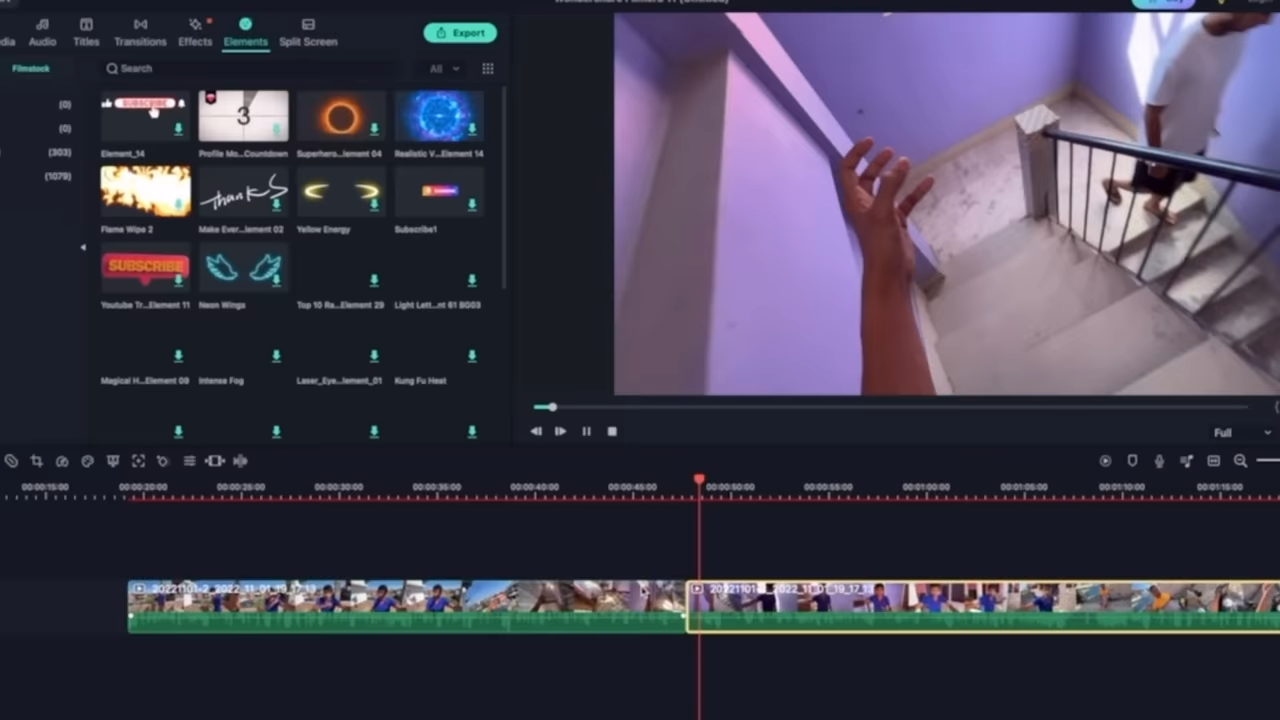 Audio Titles Transitions Effects Elements Split Screen
Export
Filmstock
Search
All
(0)
(0)
(303)
(1079)
SUBSCRIBE
3
Element_14
Profile Mo...Countdown
Superhero...lement 04
Realistic V...Element 14
Thanks
Flame Wipe 2
Make Ever...lement 02
Yellow Energy
Subscribe1
SUBSCRIBE
Youtube Tr...Element 11
Neon Wings
Top 10 Ra...Element 29
Light Lett...nt 61 BG03
Magical H...Element 09
Intense Fog
Laser_Eye...lement_01
Kung Fu Heat
Full
00:00:15:00 00:00:20:00 00:00:25:00 00:00:30:00 00:00:35:00 00:00:40:00 00:00:45:00 00:00:50:00 00:00:55:00 00:01:00:00 00:01:05:00 00:01:10:00 00:01:15:00
20221101-2_2022_11_01_19_17_13